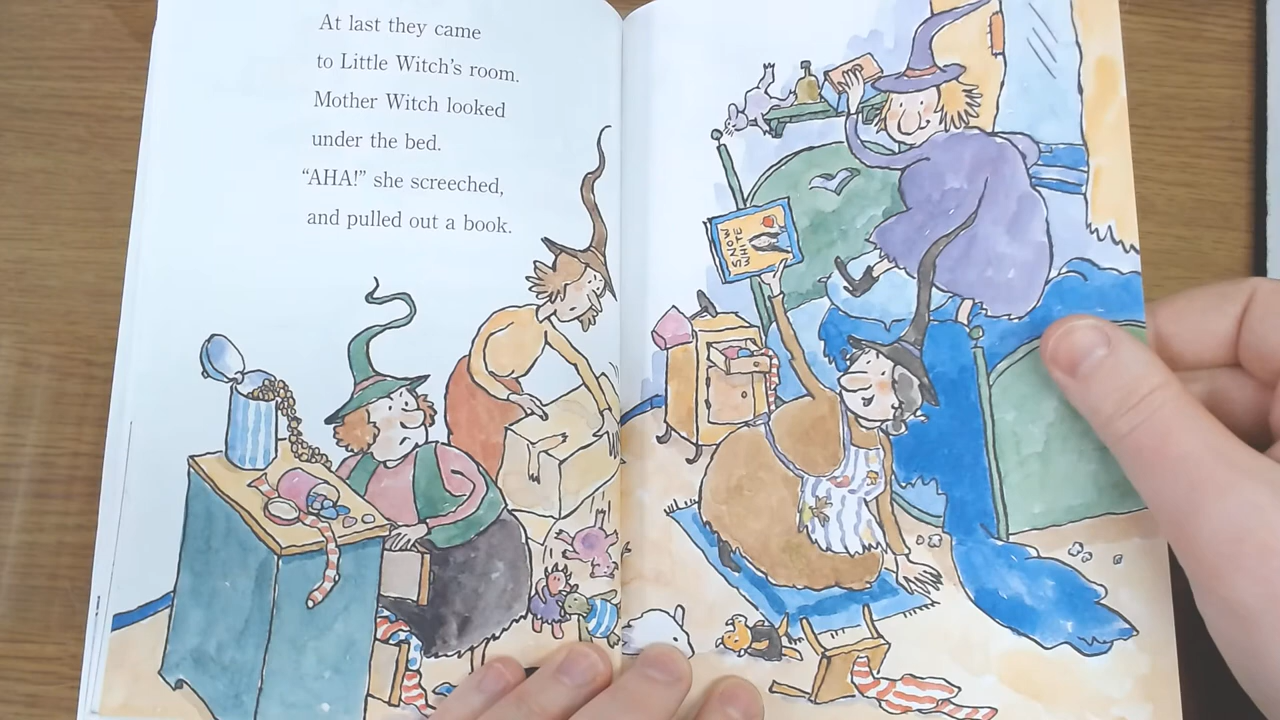 At last they came
to Little Witch's room.
Mother Witch looked
under the bed.
“AHA!” she screeched,
and pulled out a book.
SNOW
WHITE